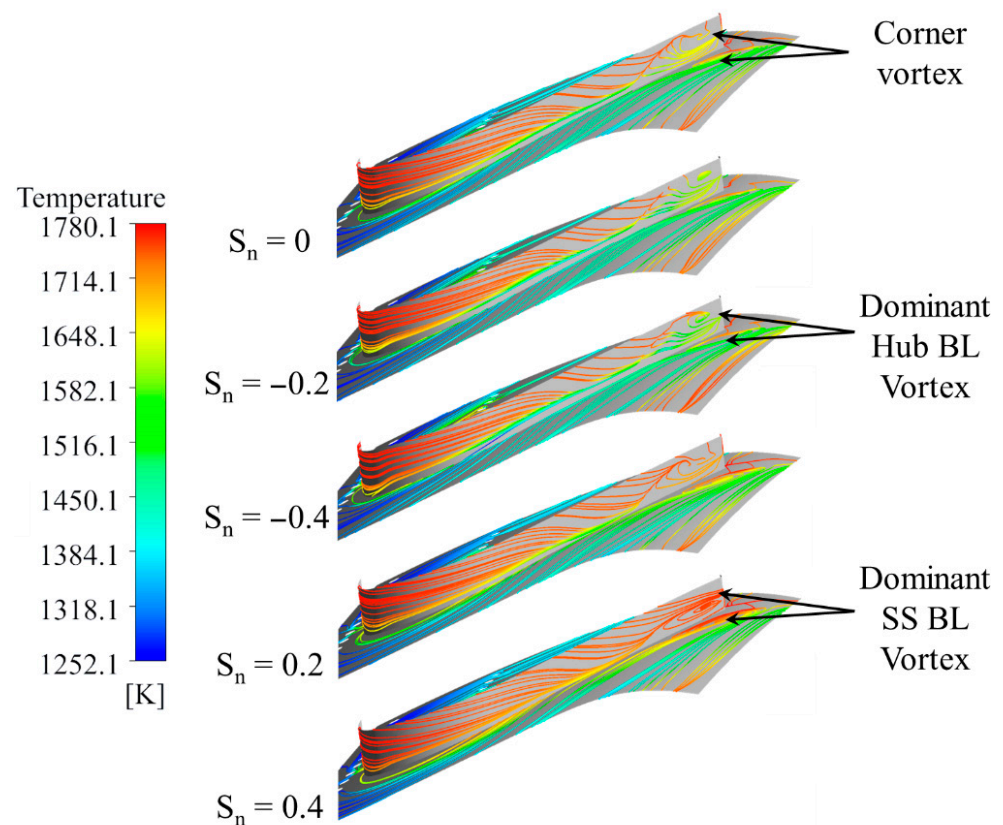 Corner
vortex
Temperature
1780.1
1714.1
1648.1
1582.1
1516.1
1450.1
1384.1
1318.1
1252.1
[K]
Sₙ = 0
Sₙ = −0.2
Dominant
Hub BL
Vortex
Sₙ = −0.4
Sₙ = 0.2
Dominant
SS BL
Vortex
Sₙ = 0.4